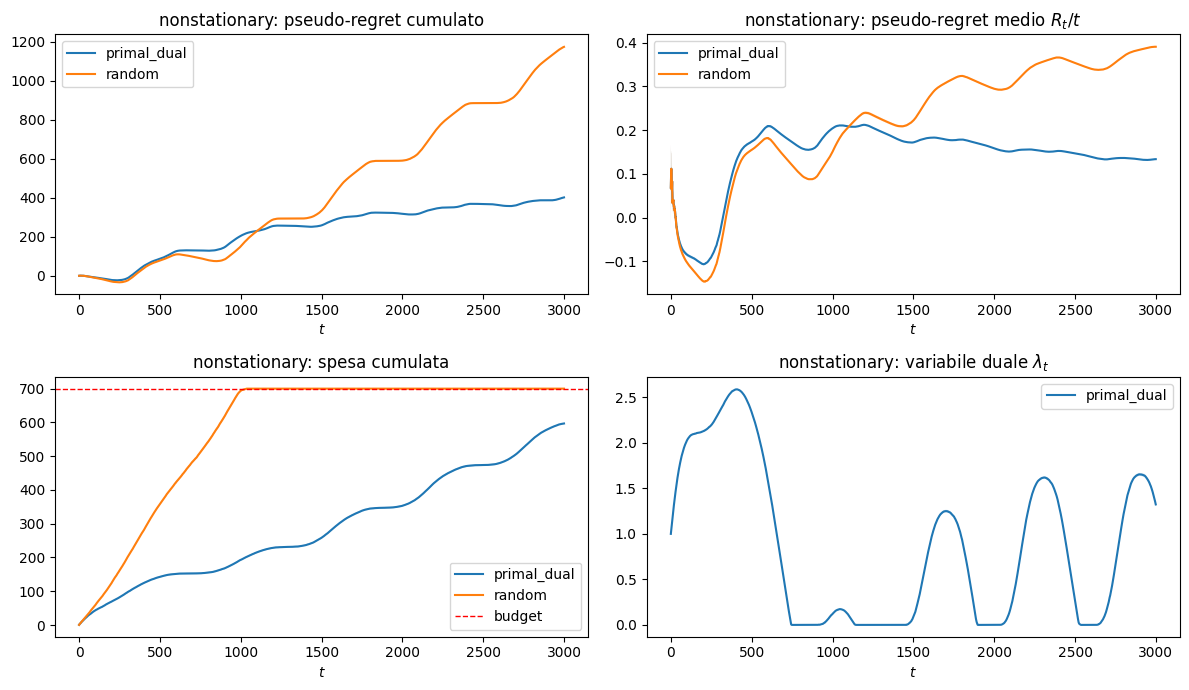 nonstationary: pseudo-regret cumulato
primal_dual
random
1200
1000
800
600
400
200
0
0 500 1000 1500 2000 2500 3000
t
nonstationary: pseudo-regret medio R_t/t
primal_dual
random
0.4
0.3
0.2
0.1
0.0
−0.1
0 500 1000 1500 2000 2500 3000
t
nonstationary: spesa cumulata
700
600
500
400
300
200
100
0
primal_dual
random
budget
0 500 1000 1500 2000 2500 3000
t
nonstationary: variabile duale λ_t
primal_dual
2.5
2.0
1.5
1.0
0.5
0.0
0 500 1000 1500 2000 2500 3000
t